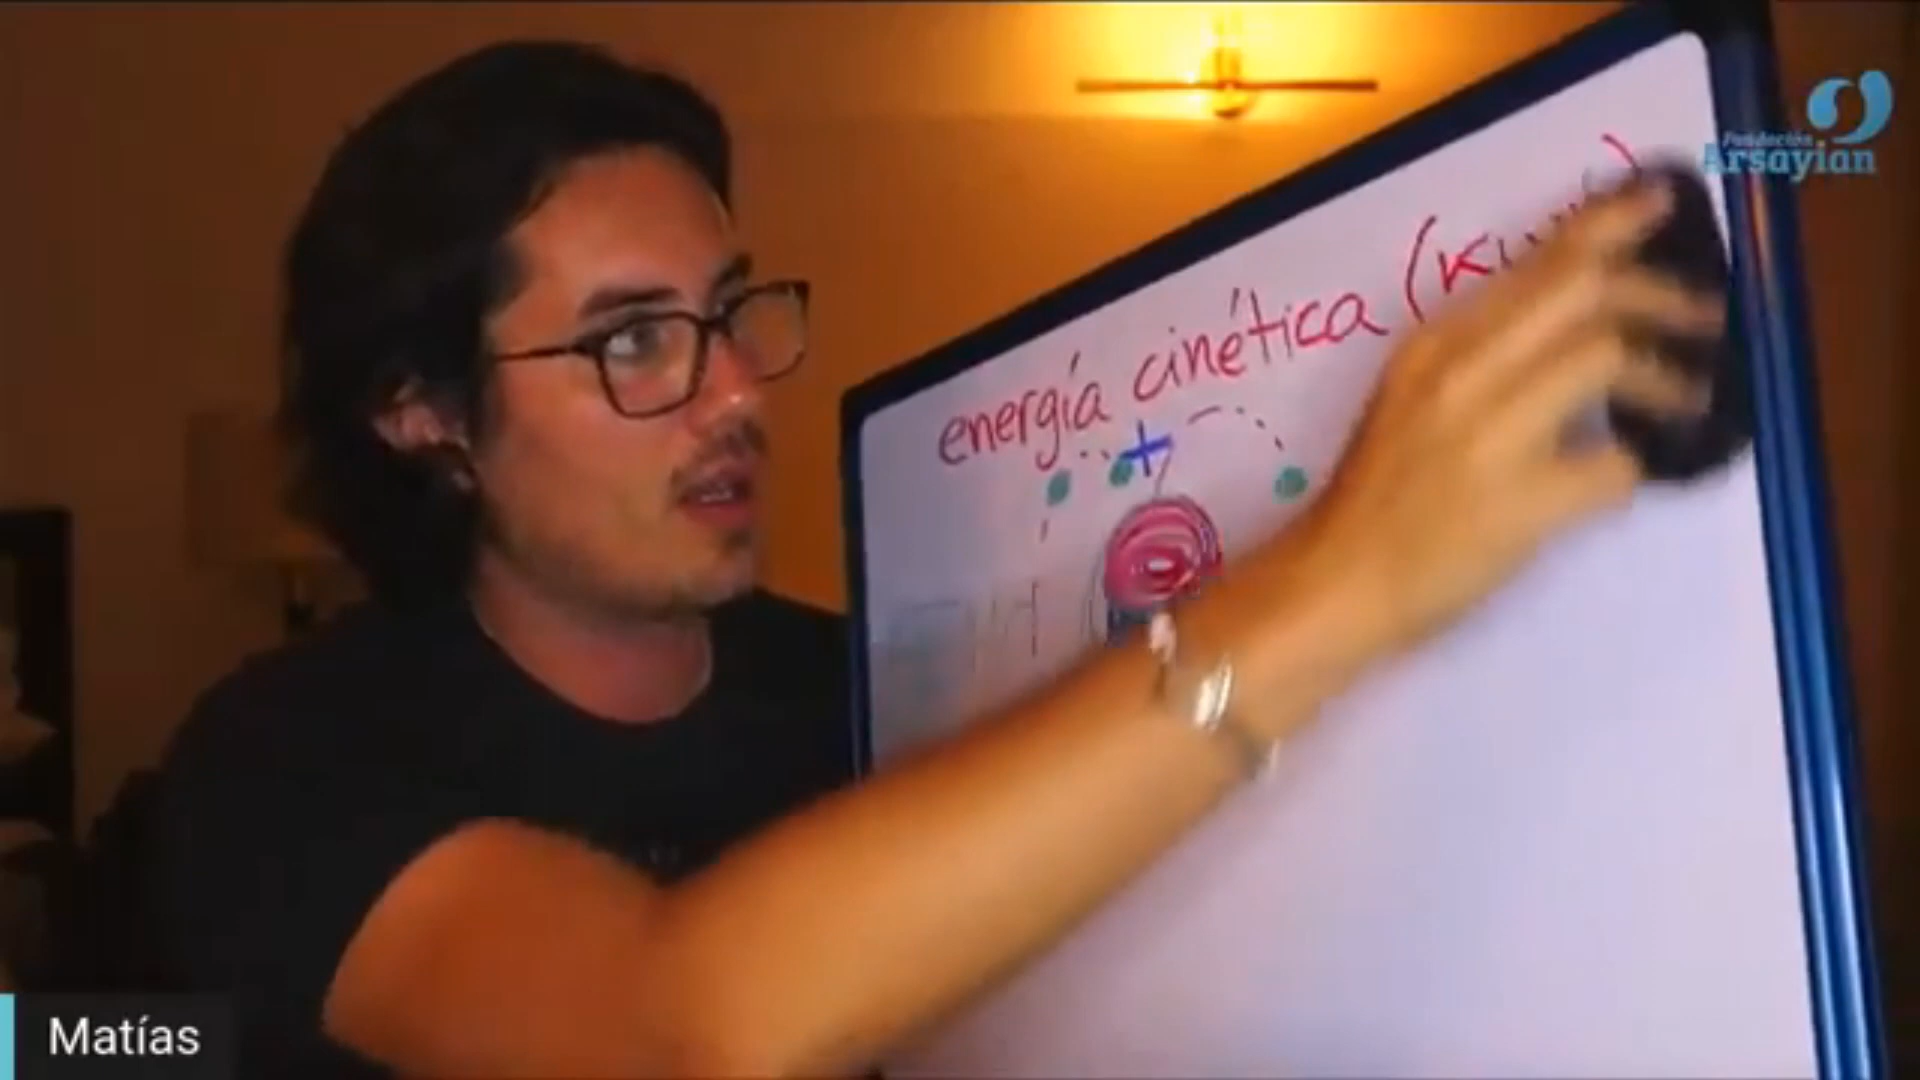 Fundación
Arsayian
energía cinética (
+
Matías